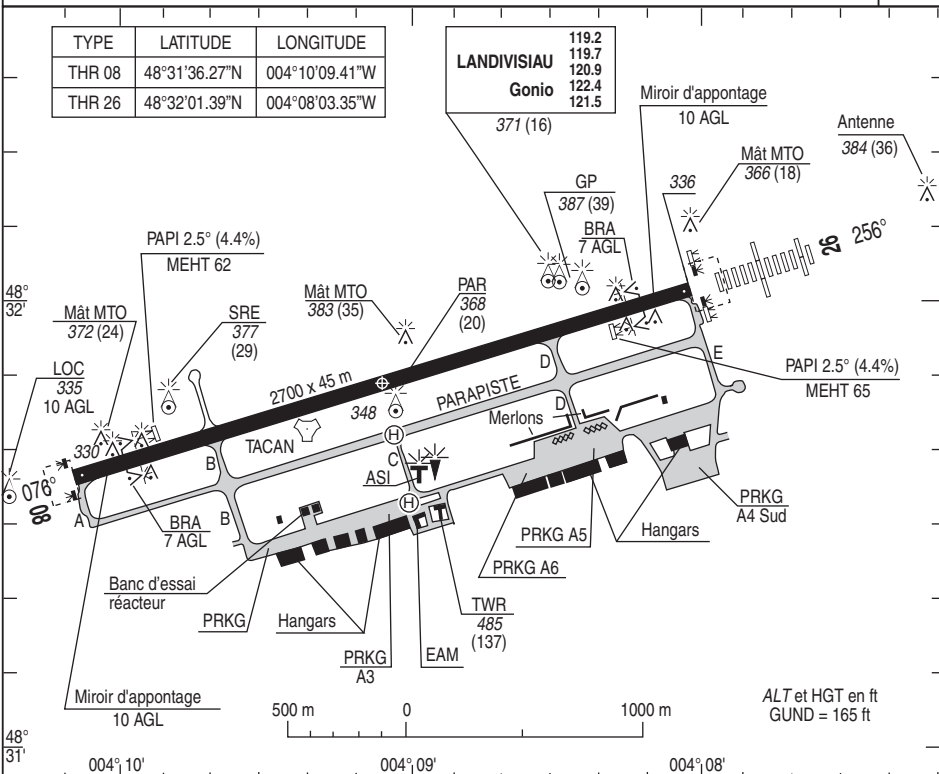 TYPE LATITUDE LONGITUDE
THR 08 48°31'36.27"N 004°10'09.41"W
THR 26 48°32'01.39"N 004°08'03.35"W
LANDIVISIAU
Gonio
119.2
119.7
120.9
122.4
121.5
371 (16)
Miroir d'appontage
10 AGL
Antenne
384 (36)
Mât MTO
366 (18)
336
GP
387 (39)
BRA
7 AGL
26 256°
PAPI 2.5° (4.4%)
MEHT 62
48°
32'
Mât MTO
372 (24)
SRE
377
(29)
Mât MTO
383 (35)
PAR
368
(20)
LOC
335
10 AGL
2700 x 45 m
348
PARAPISTE
D
E
PAPI 2.5° (4.4%)
MEHT 65
D
Merlons
330
TACAN
H
B
C
ASI
T
076°
08
A
B
H
T
BRA
7 AGL
PRKG
A4 Sud
Hangars
PRKG A5
PRKG A6
Banc d'essai
réacteur
PRKG
Hangars
TWR
485
(137)
PRKG
A3
EAM
Miroir d'appontage
10 AGL
500 m 0 1000 m
ALT et HGT en ft
GUND = 165 ft
48°
31'
004°10' 004°09' 004°08'